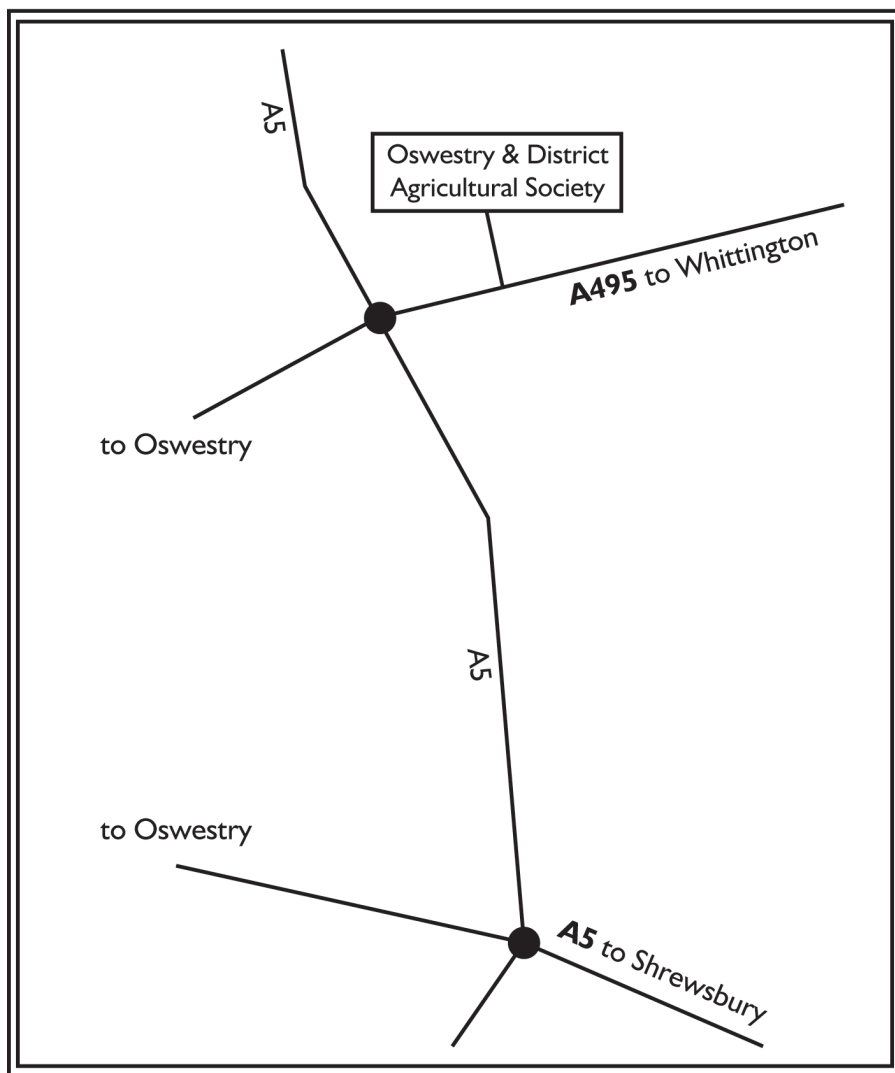 A5
Oswestry & District
Agricultural Society
A495 to Whittington
to Oswestry
A5
to Oswestry
A5 to Shrewsbury